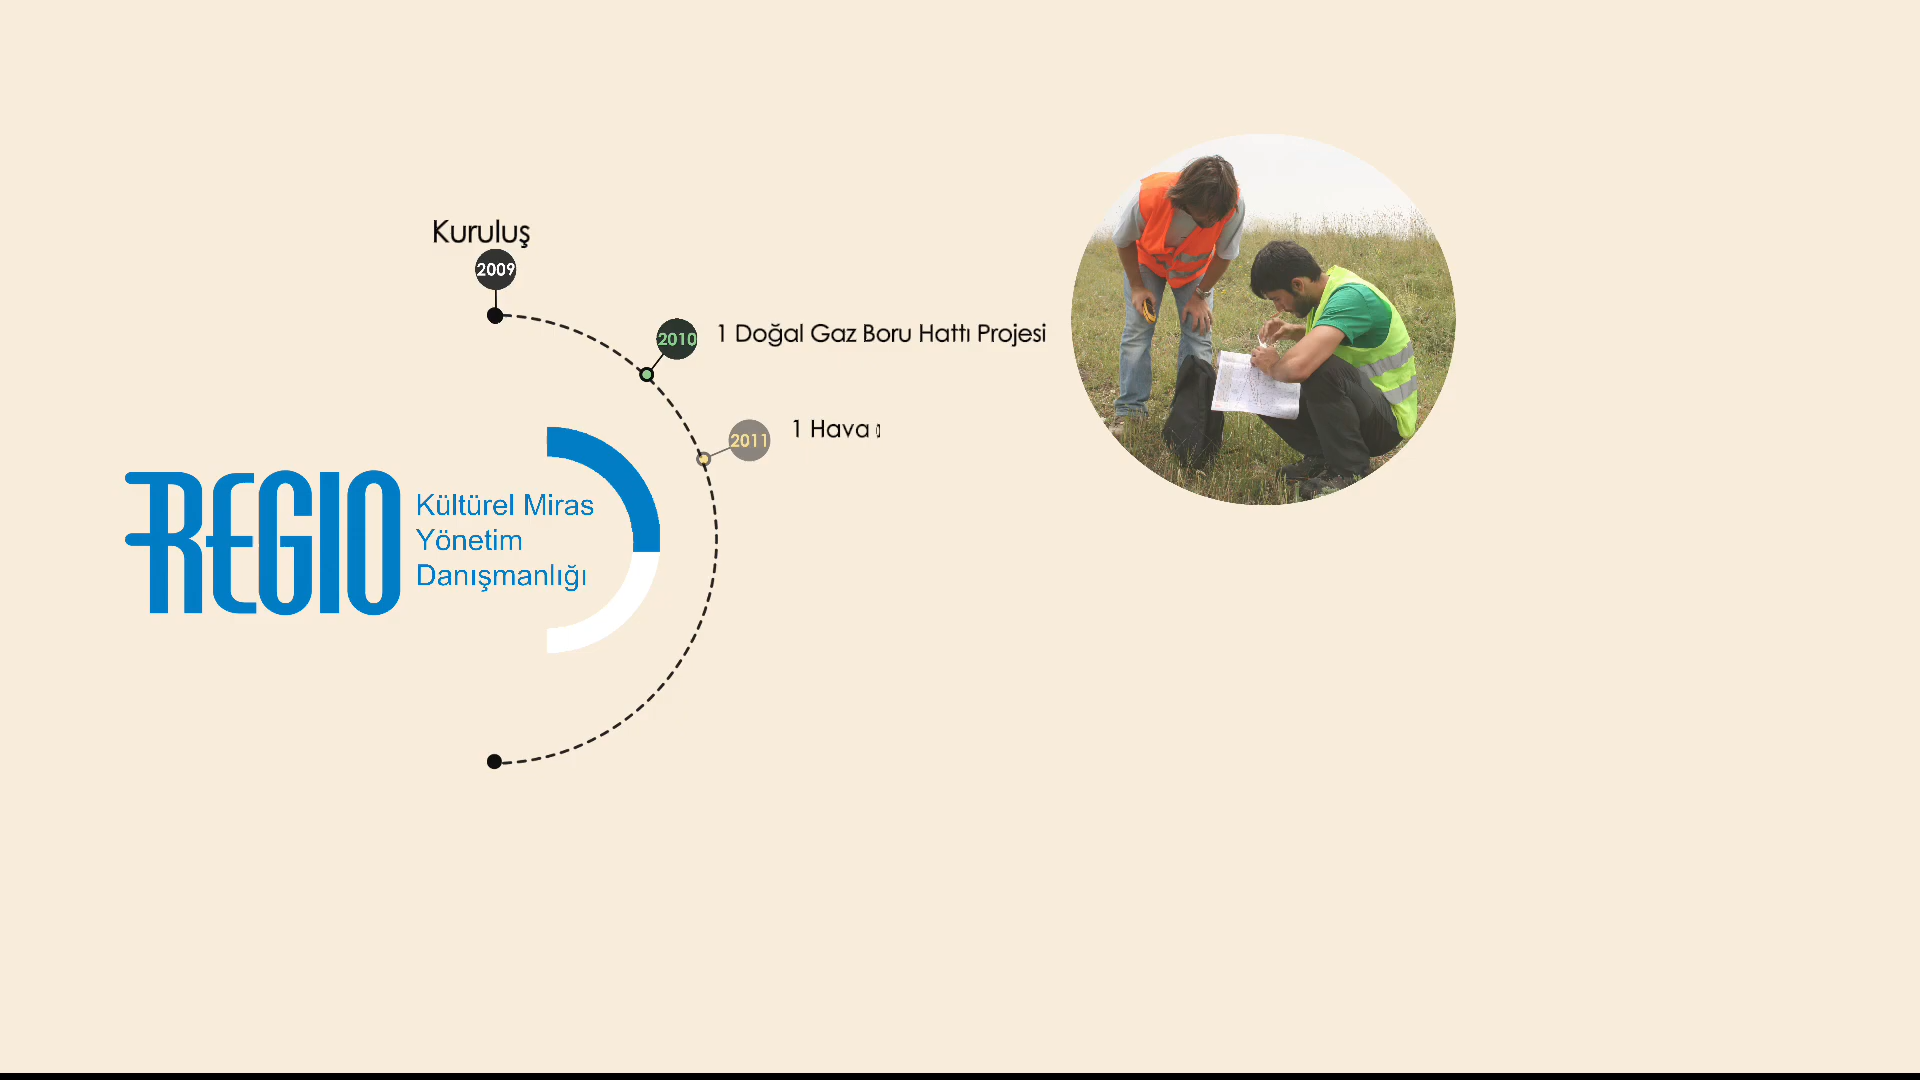 Kuruluş
2009
2010
1 Doğal Gaz Boru Hattı Projesi
2011
1 Hava
REGIO
Kültürel Miras
Yönetim
Danışmanlığı